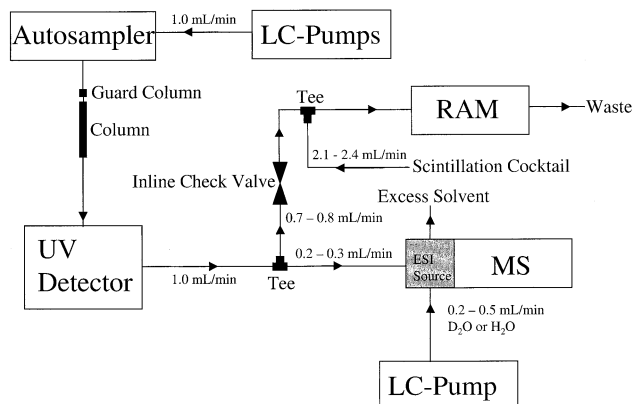 1.0 mL/min
Autosampler
LC-Pumps
Guard Column
Column
Tee
RAM
Waste
2.1 - 2.4 mL/min
Scintillation Cocktail
Inline Check Valve
Excess Solvent
0.7 – 0.8 mL/min
UV
Detector
0.2 – 0.3 mL/min
ESI
Source
MS
1.0 mL/min
Tee
0.2 – 0.5 mL/min
D₂O or H₂O
LC-Pump